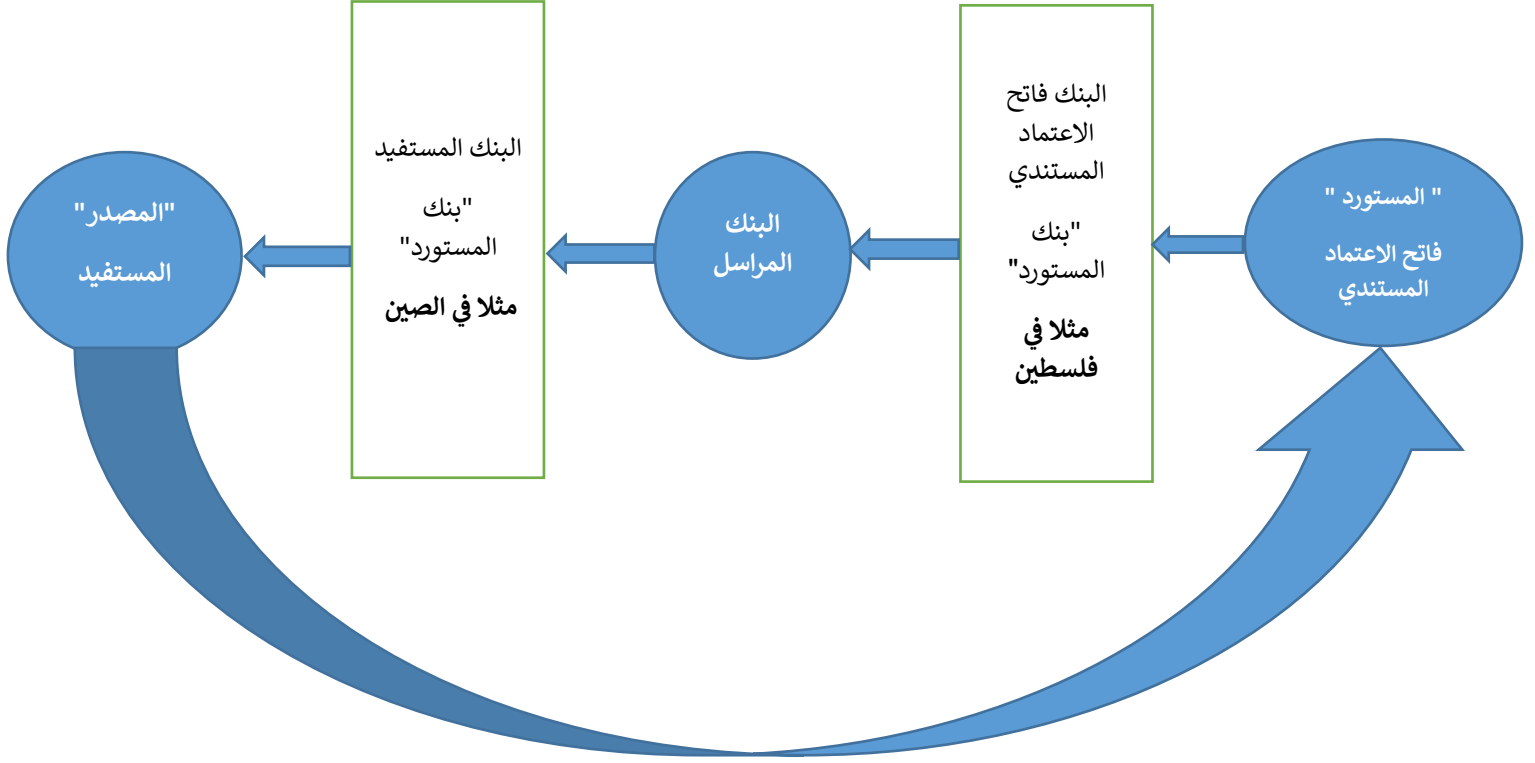 " المستورد "
فاتح الاعتماد
المستندي
البنك فاتح
الاعتماد
المستندي
"بنك
المستورد"
مثلا في
فلسطين
البنك
المراسل
البنك المستفيد
"بنك
المستورد"
مثلا في الصين
"المصدر"
المستفيد